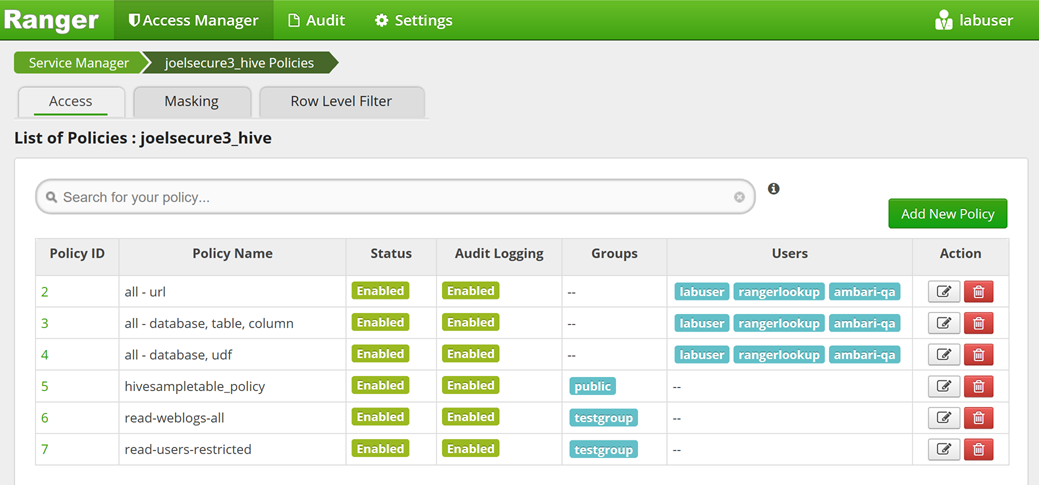 Ranger Access Manager Audit Settings labuser
Service Manager joelsecure3_hive Policies
Access Masking Row Level Filter
List of Policies : joelsecure3_hive
Search for your policy...
Add New Policy
Policy ID Policy Name Status Audit Logging Groups Users Action
2 all - url Enabled Enabled -- labuser rangerlookup ambari-qa
3 all - database, table, column Enabled Enabled -- labuser rangerlookup ambari-qa
4 all - database, udf Enabled Enabled -- labuser rangerlookup ambari-qa
5 hivesampletable_policy Enabled Enabled public --
6 read-weblogs-all Enabled Enabled testgroup --
7 read-users-restricted Enabled Enabled testgroup --